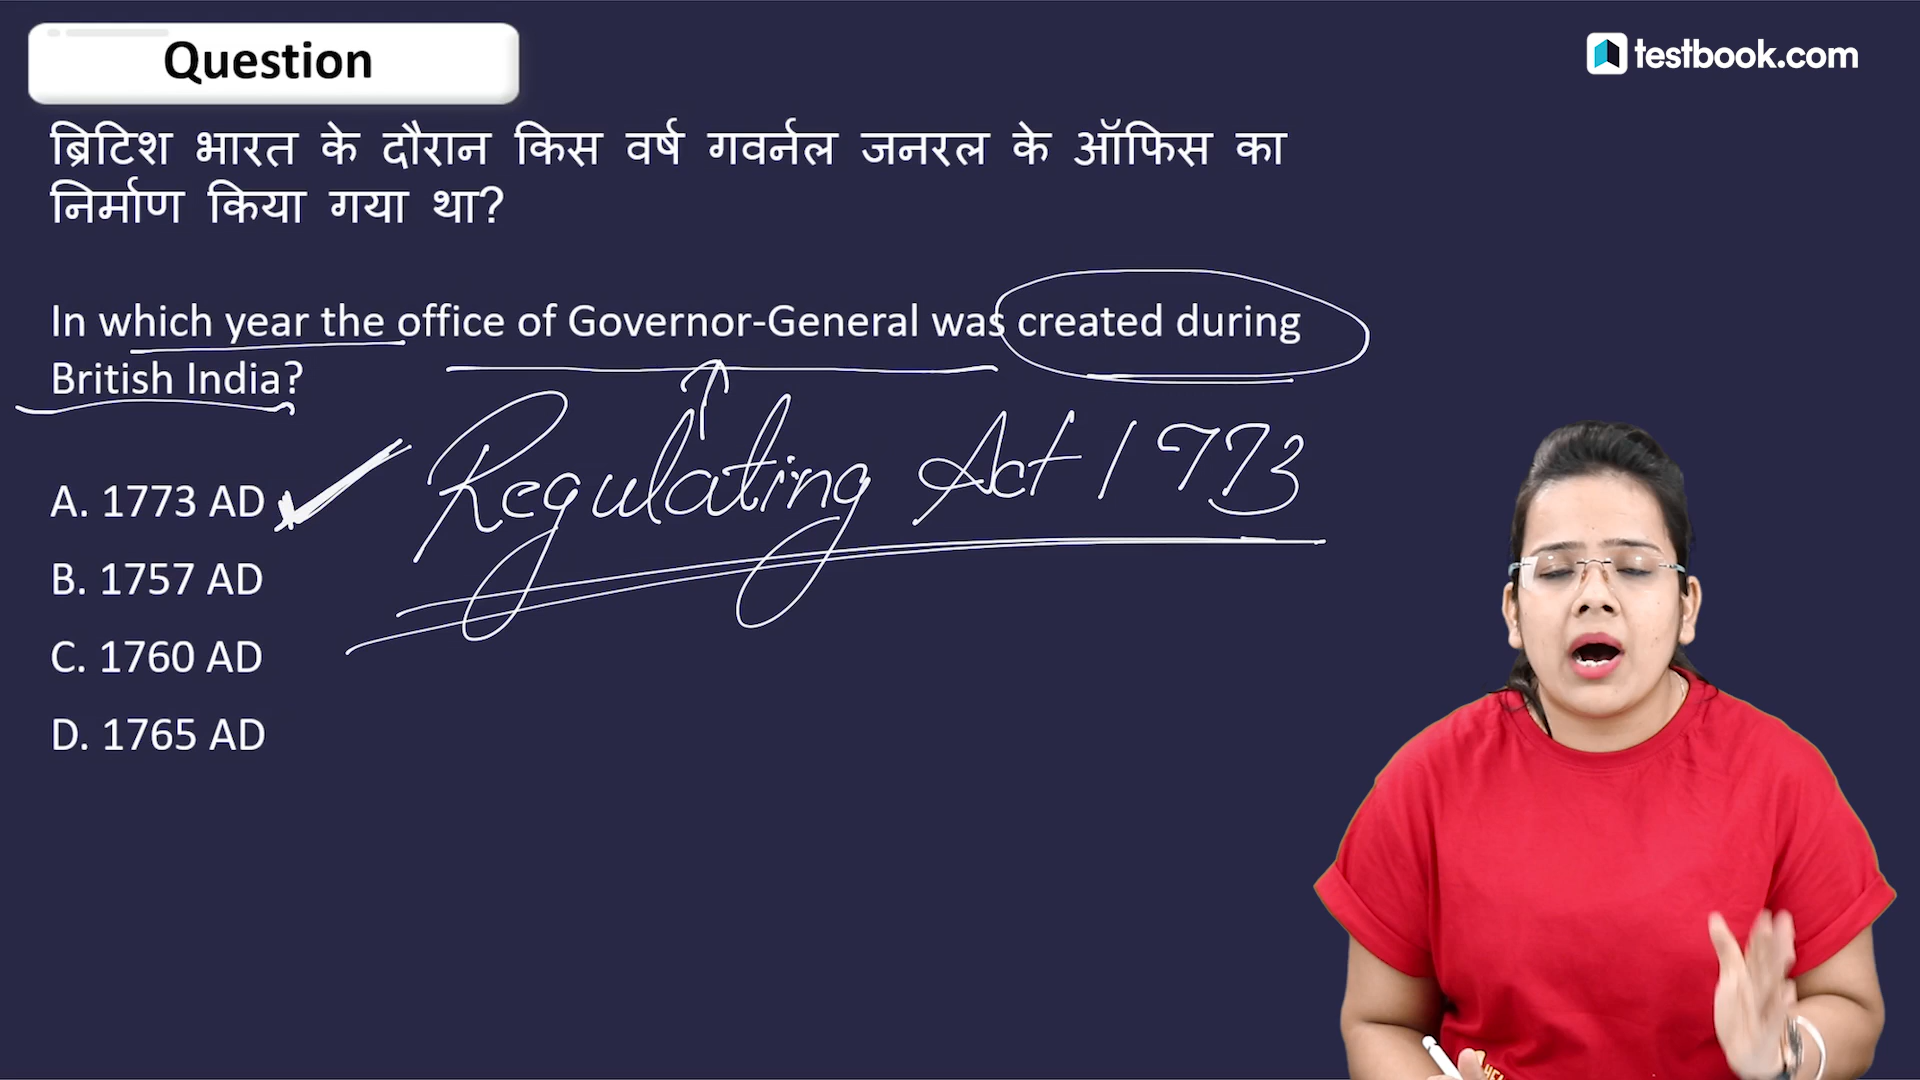 Question
testbook.com
ब्रिटिश भारत के दौरान किस वर्ष गवर्नल जनरल के ऑफिस का
निर्माण किया गया था?
In which year the office of Governor-General was created during
British India?
Regulating Act 1773
A. 1773 AD
B. 1757 AD
C. 1760 AD
D. 1765 AD